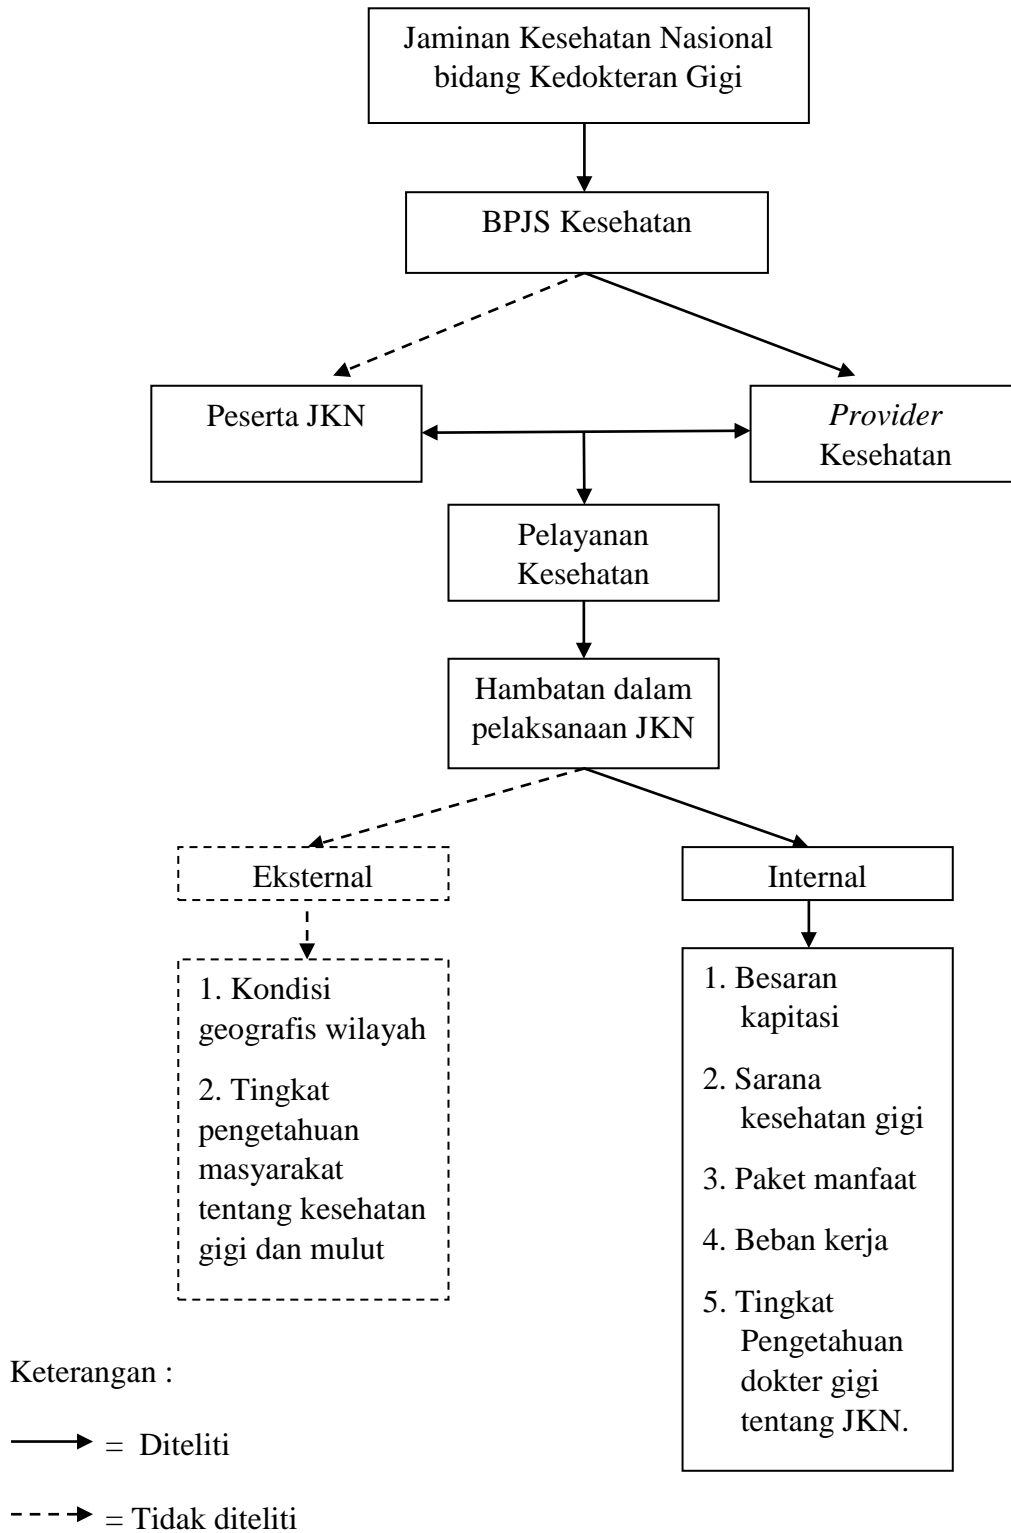 Jaminan Kesehatan Nasional
bidang Kedokteran Gigi
BPJS Kesehatan
Peserta JKN
Provider
Kesehatan
Pelayanan
Kesehatan
Hambatan dalam
pelaksanaan JKN
Eksternal
Internal
1. Kondisi
geografis wilayah
2. Tingkat
pengetahuan
masyarakat
tentang kesehatan
gigi dan mulut
1. Besaran
kapitasi
2. Sarana
kesehatan gigi
3. Paket manfaat
4. Beban kerja
5. Tingkat
Pengetahuan
dokter gigi
tentang JKN.
Keterangan :
= Diteliti
= Tidak diteliti